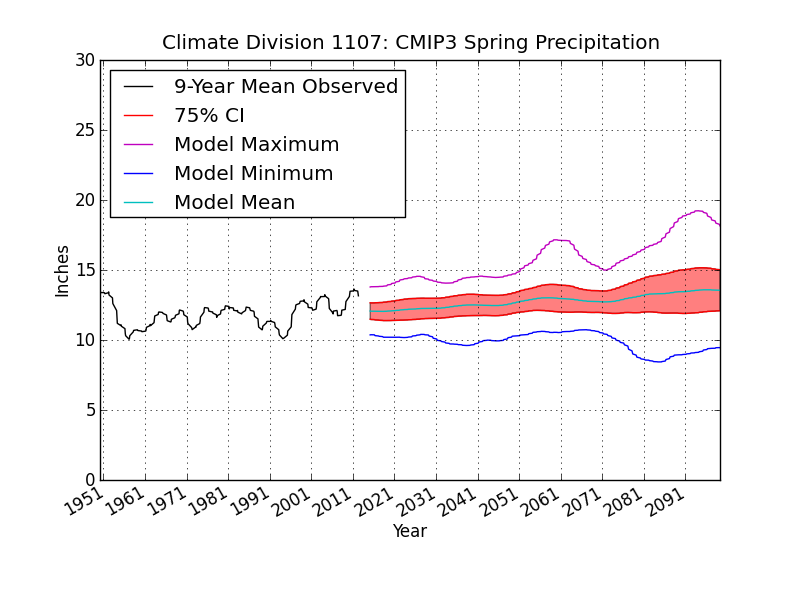 Climate Division 1107: CMIP3 Spring Precipitation
30
25
20
15
10
5
0
Inches
9-Year Mean Observed
75% CI
Model Maximum
Model Minimum
Model Mean
1951 1961 1971 1981 1991 2001 2011 2021 2031 2041 2051 2061 2071 2081 2091
Year